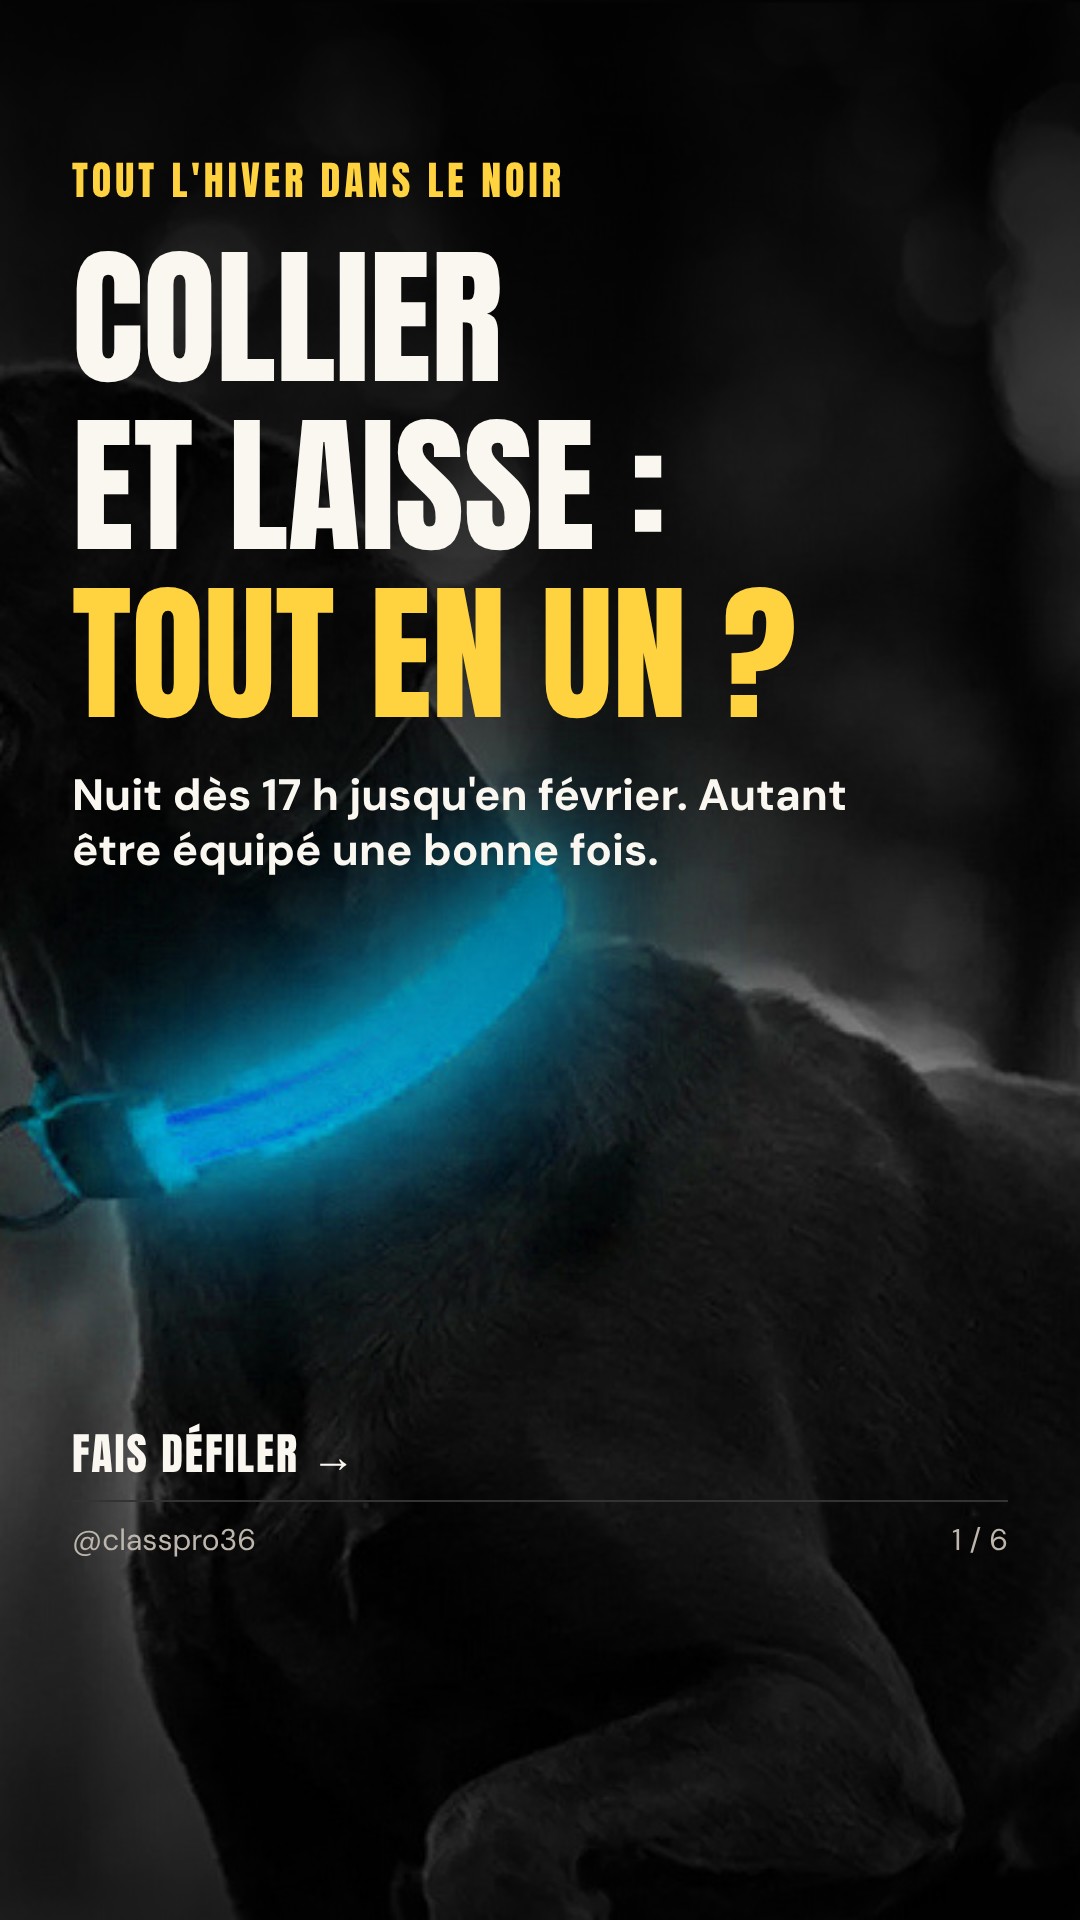 TOUT L'HIVER DANS LE NOIR
COLLIER
ET LAISSE :
TOUT EN UN ?
Nuit dès 17 h jusqu'en février. Autant
être équipé une bonne fois.
FAIS DÉFILER →
@classpro36
1 / 6